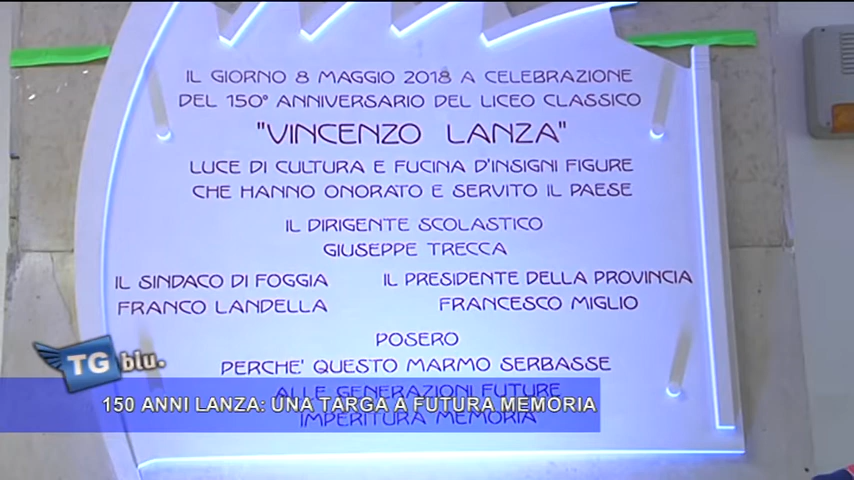 IL GIORNO 8 MAGGIO 2018 A CELEBRAZIONE
DEL 150° ANNIVERSARIO DEL LICEO CLASSICO
"VINCENZO LANZA"
LUCE DI CULTURA E FUCINA D'INSIGNI FIGURE
CHE HANNO ONORATO E SERVITO IL PAESE
IL DIRIGENTE SCOLASTICO
GIUSEPPE TRECCA
IL SINDACO DI FOGGIA IL PRESIDENTE DELLA PROVINCIA
FRANCO LANDELLA FRANCESCO MIGLIO
POSERO
PERCHE' QUESTO MARMO SERBASSE
ALLE GENERAZIONI FUTURE
IMPERITURA MEMORIA
TG blu.
150 ANNI LANZA: UNA TARGA A FUTURA MEMORIA